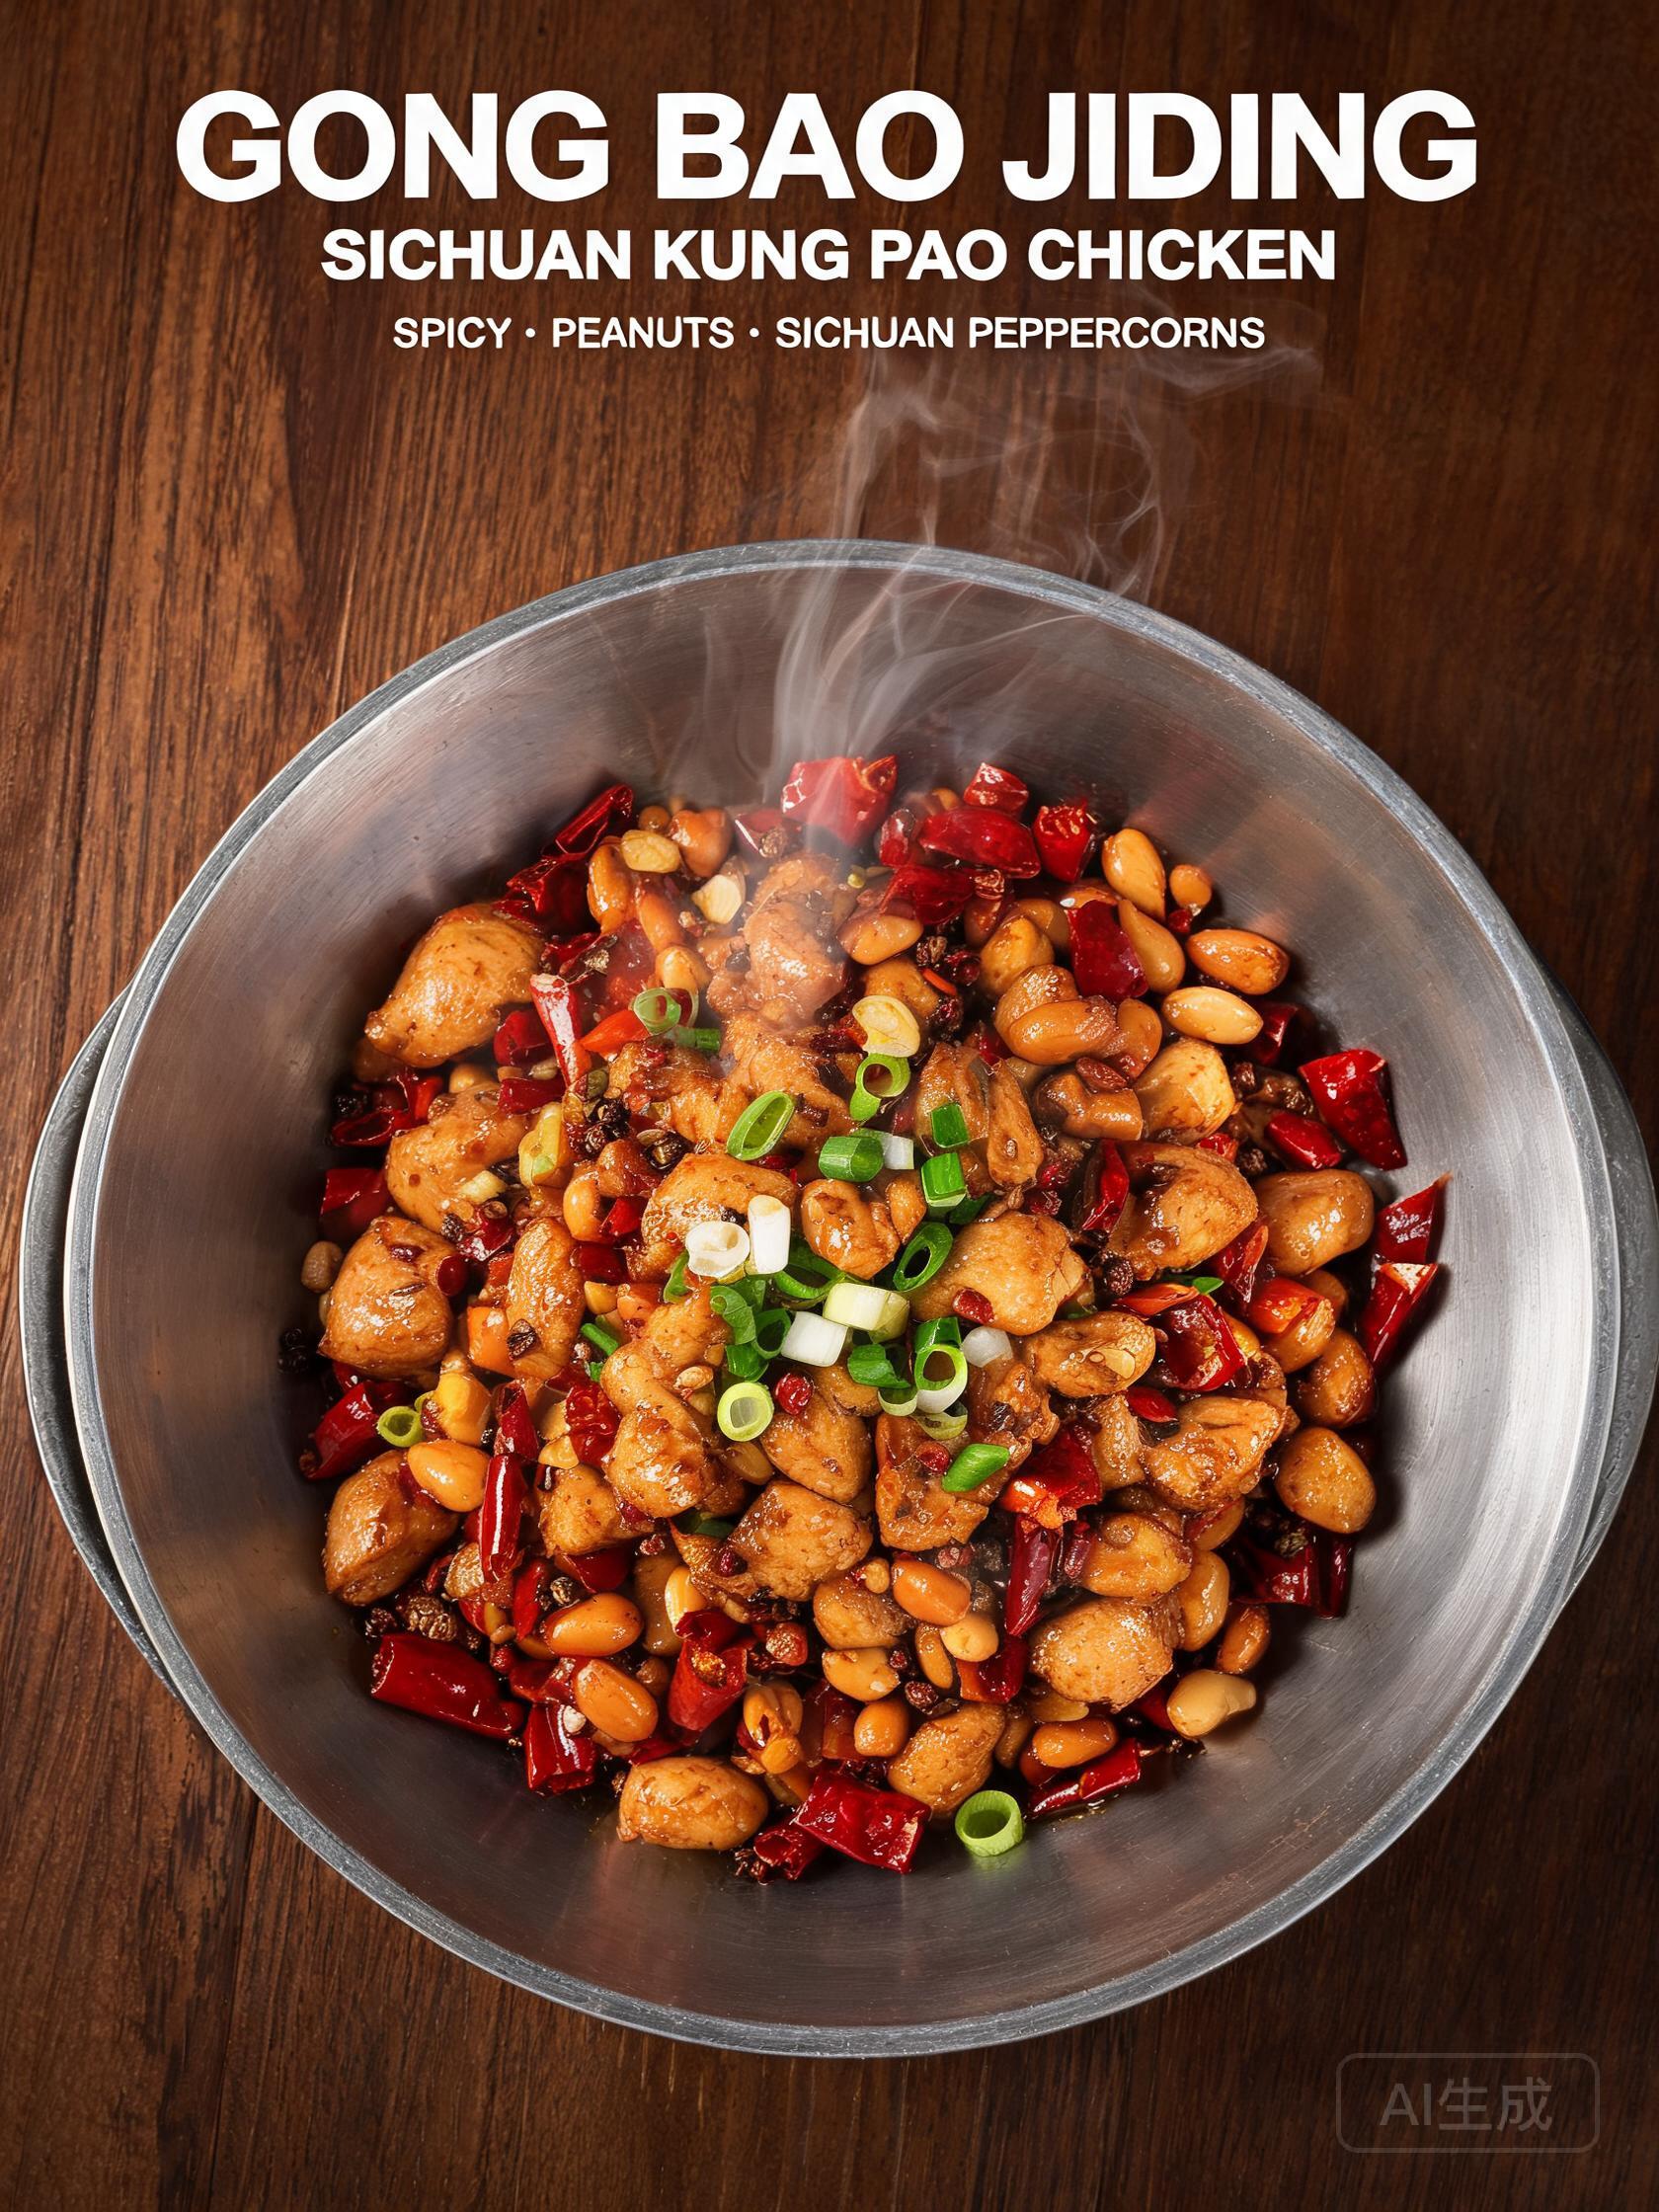 GONG BAO JIDING
SICHUAN KUNG PAO CHICKEN
SPICY • PEANUTS • SICHUAN PEPPERCORNS
AI生成